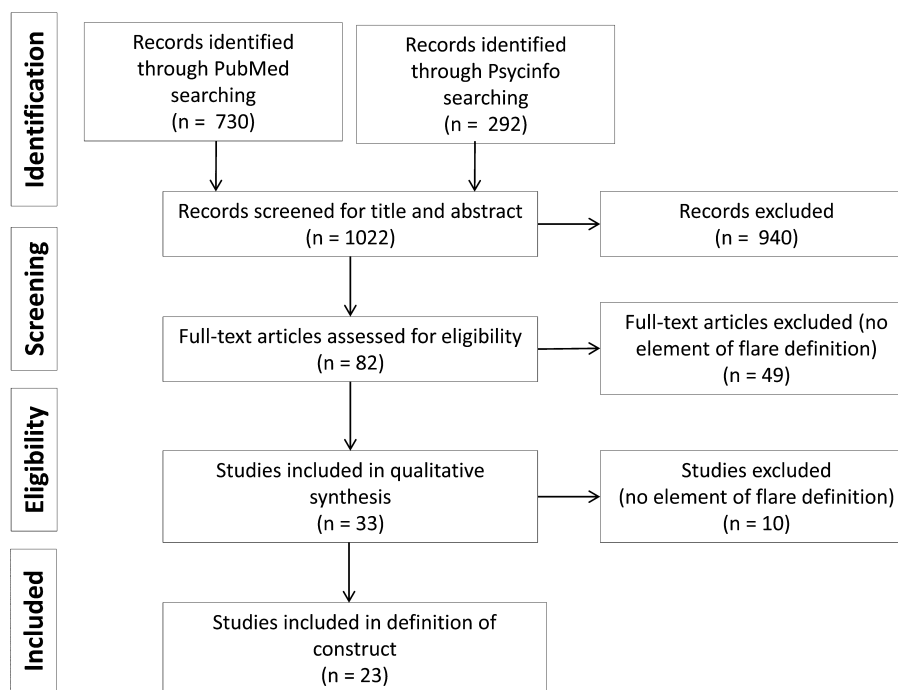 Identification
Records identified
through PubMed
searching
(n = 730)
Records identified
through Psycinfo
searching
(n = 292)
Records screened for title and abstract
(n = 1022)
Records excluded
(n = 940)
Screening
Full-text articles assessed for eligibility
(n = 82)
Full-text articles excluded (no
element of flare definition)
(n = 49)
Eligibility
Studies included in qualitative
synthesis
(n = 33)
Studies excluded
(no element of flare definition)
(n = 10)
Included
Studies included in definition of
construct
(n = 23)